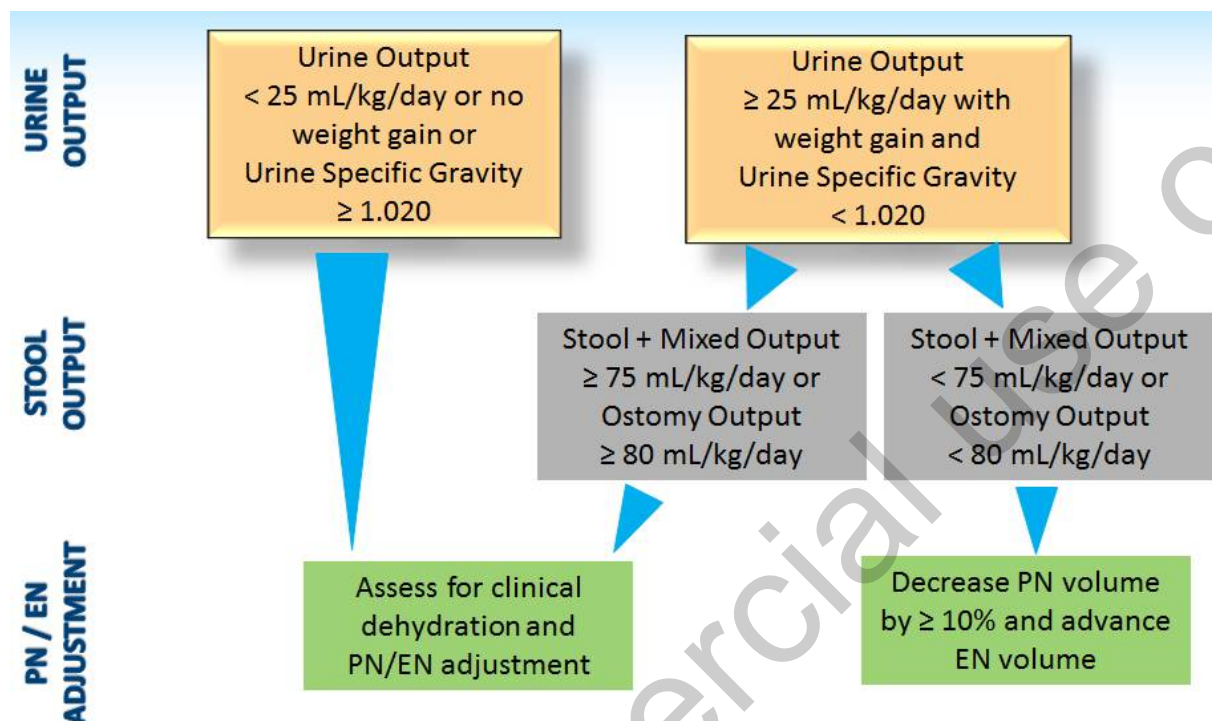 URINE
OUTPUT
Urine Output
< 25 mL/kg/day or no
weight gain or
Urine Specific Gravity
≥ 1.020
Urine Output
≥ 25 mL/kg/day with
weight gain and
Urine Specific Gravity
< 1.020
STOOL
OUTPUT
Stool + Mixed Output
≥ 75 mL/kg/day or
Ostomy Output
≥ 80 mL/kg/day
Stool + Mixed Output
< 75 mL/kg/day or
Ostomy Output
< 80 mL/kg/day
PN / EN
ADJUSTMENT
Assess for clinical
dehydration and
PN/EN adjustment
Decrease PN volume
by ≥ 10% and advance
EN volume
ercial use o